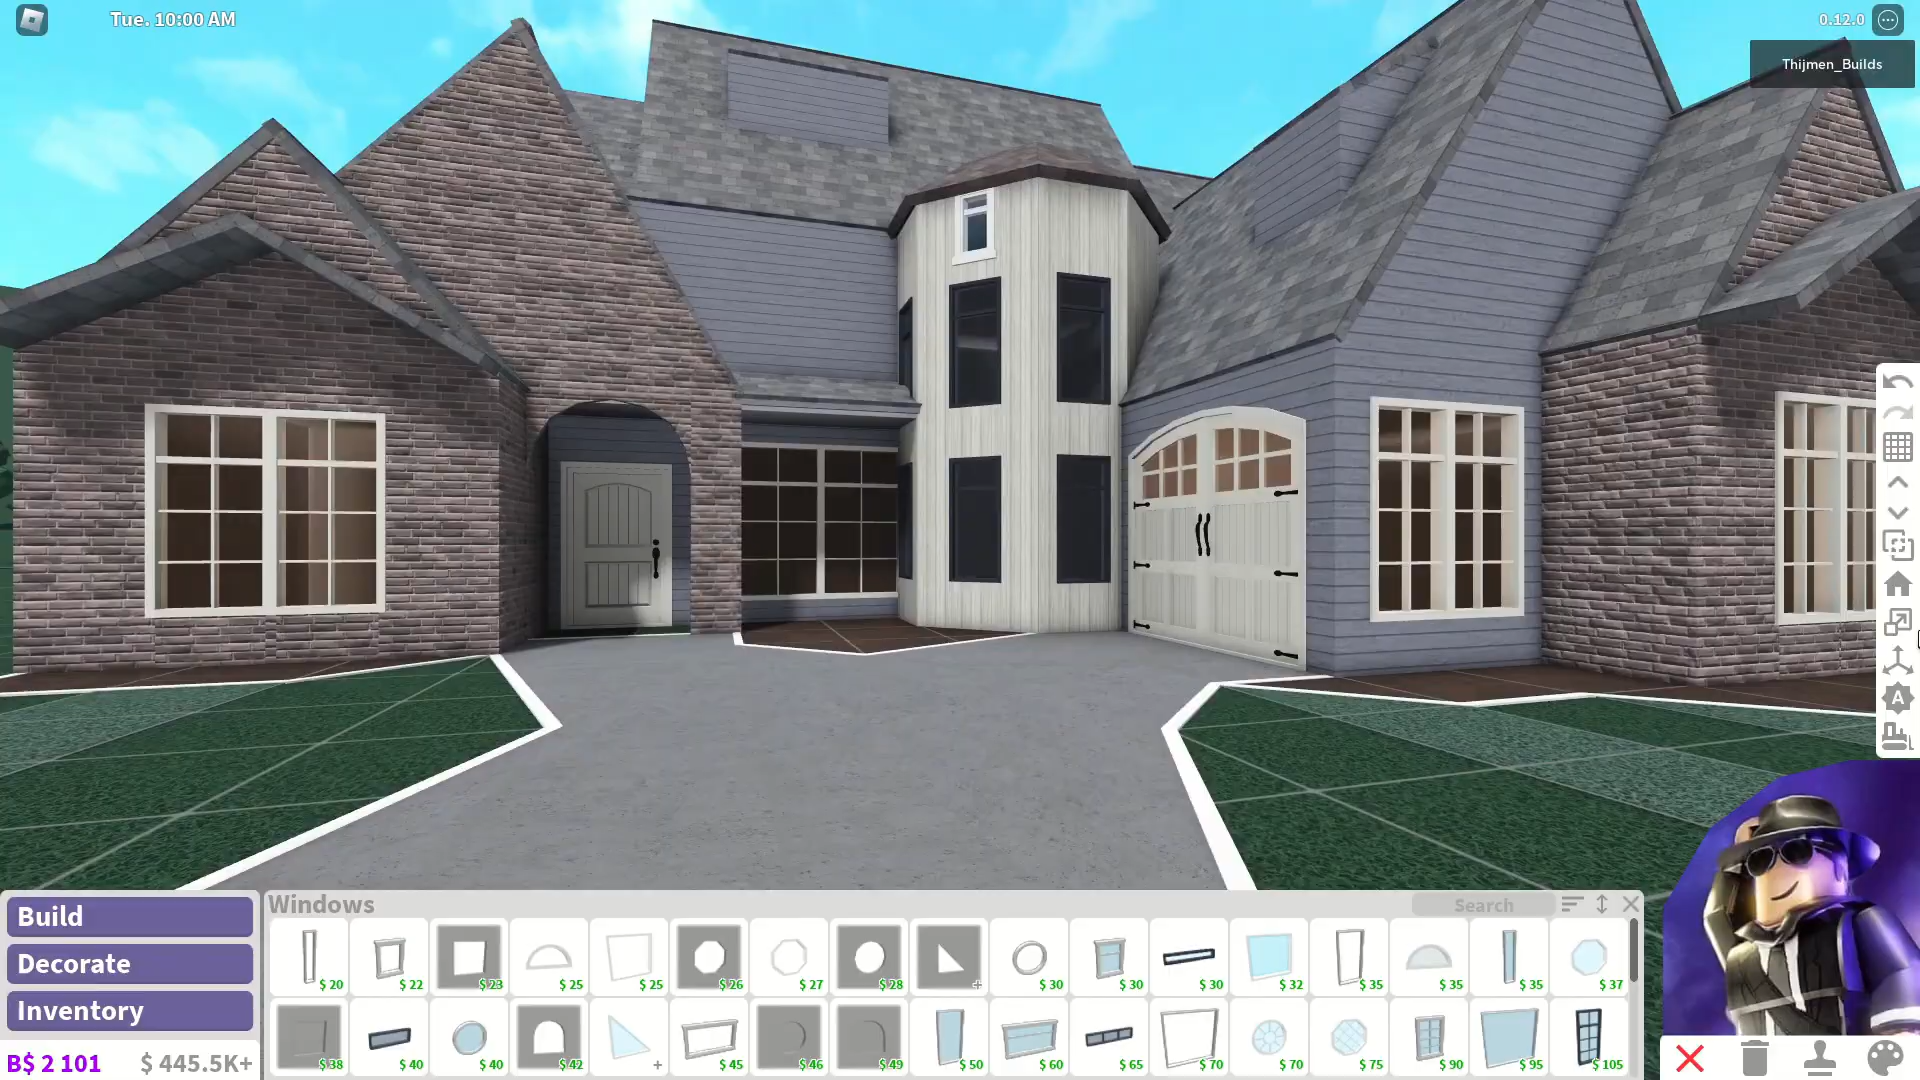 Tue. 10:00 AM
0.12.0
Thijmen_Builds
A
Build
Decorate
Inventory
B$ 2 101 $ 445.5K+
Windows
Search
$ 20 $ 22 $ 23 $ 25 $ 25 $ 26 $ 27 $ 28 + $ 30 $ 30 $ 30 $ 32 $ 35 $ 35 $ 35 $ 37
$ 38 $ 40 $ 40 $ 42 + $ 45 $ 46 $ 49 $ 50 $ 60 $ 65 $ 70 $ 70 $ 75 $ 90 $ 95 $ 105